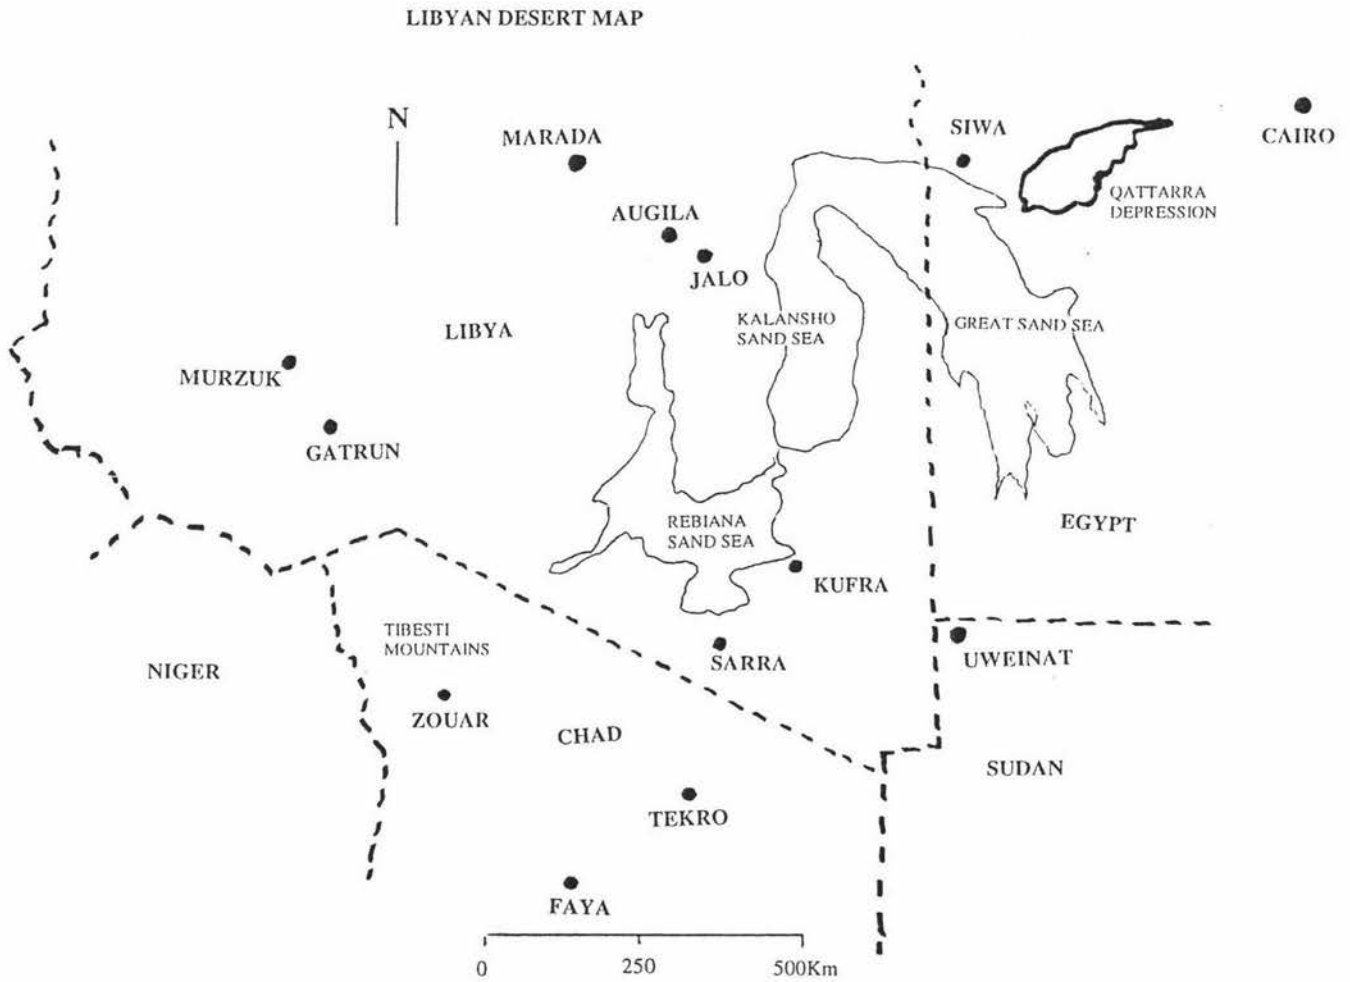 LIBYAN DESERT MAP
N
MARADA
SIWA
CAIRO
QATTARRA
DEPRESSION
AUGILA
JALO
LIBYA
KALANSHO
SAND SEA
GREAT SAND SEA
MURZUK
GATRUN
REBIANA
SAND SEA
EGYPT
KUFRA
TIBESTI
MOUNTAINS
NIGER
SARRA
UWEINAT
ZOUAR
CHAD
SUDAN
TEKRO
FAYA
0 250 500Km